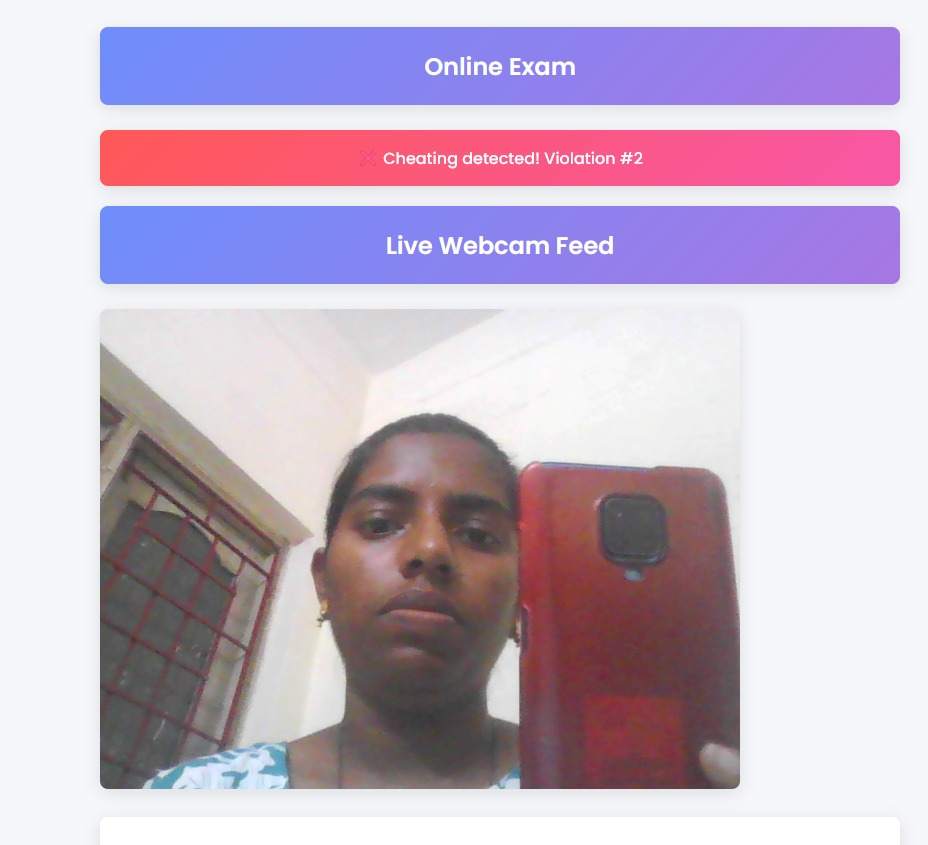 Online Exam
❌ Cheating detected! Violation #2
Live Webcam Feed